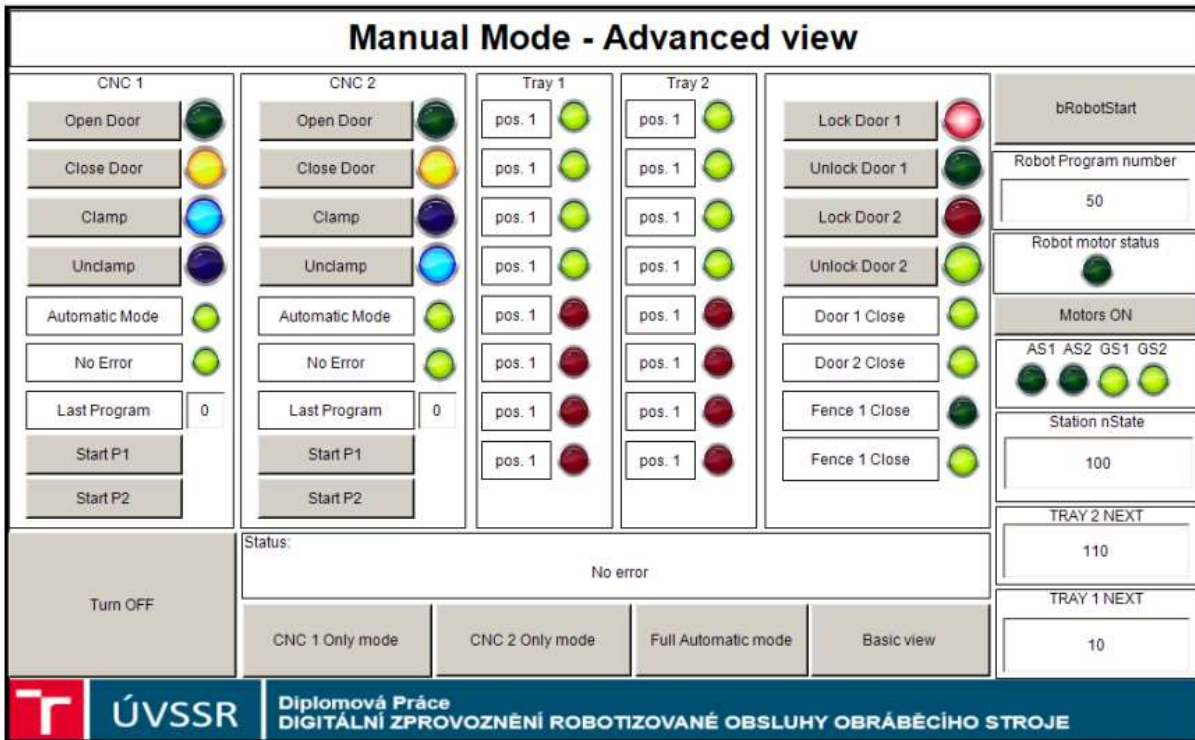 Manual Mode - Advanced view
CNC 1
Open Door
Close Door
Clamp
Unclamp
Automatic Mode
No Error
Last Program 0
Start P1
Start P2
CNC 2
Open Door
Close Door
Clamp
Unclamp
Automatic Mode
No Error
Last Program 0
Start P1
Start P2
Tray 1
pos. 1
pos. 1
pos. 1
pos. 1
pos. 1
pos. 1
pos. 1
pos. 1
Tray 2
pos. 1
pos. 1
pos. 1
pos. 1
pos. 1
pos. 1
pos. 1
pos. 1
Lock Door 1
Unlock Door 1
Lock Door 2
Unlock Door 2
Door 1 Close
Door 2 Close
Fence 1 Close
Fence 1 Close
bRobotStart
Robot Program number
50
Robot motor status
Motors ON
AS1 AS2 GS1 GS2
Station nState
100
TRAY 2 NEXT
110
TRAY 1 NEXT
10
Turn OFF
Status:
No error
CNC 1 Only mode
CNC 2 Only mode
Full Automatic mode
Basic view
ÚVSSR
Diplomová Práce
DIGITÁLNÍ ZPROVOZNĚNÍ ROBOTIZOVANÉ OBSLUHY OBRÁBĚCÍHO STROJE